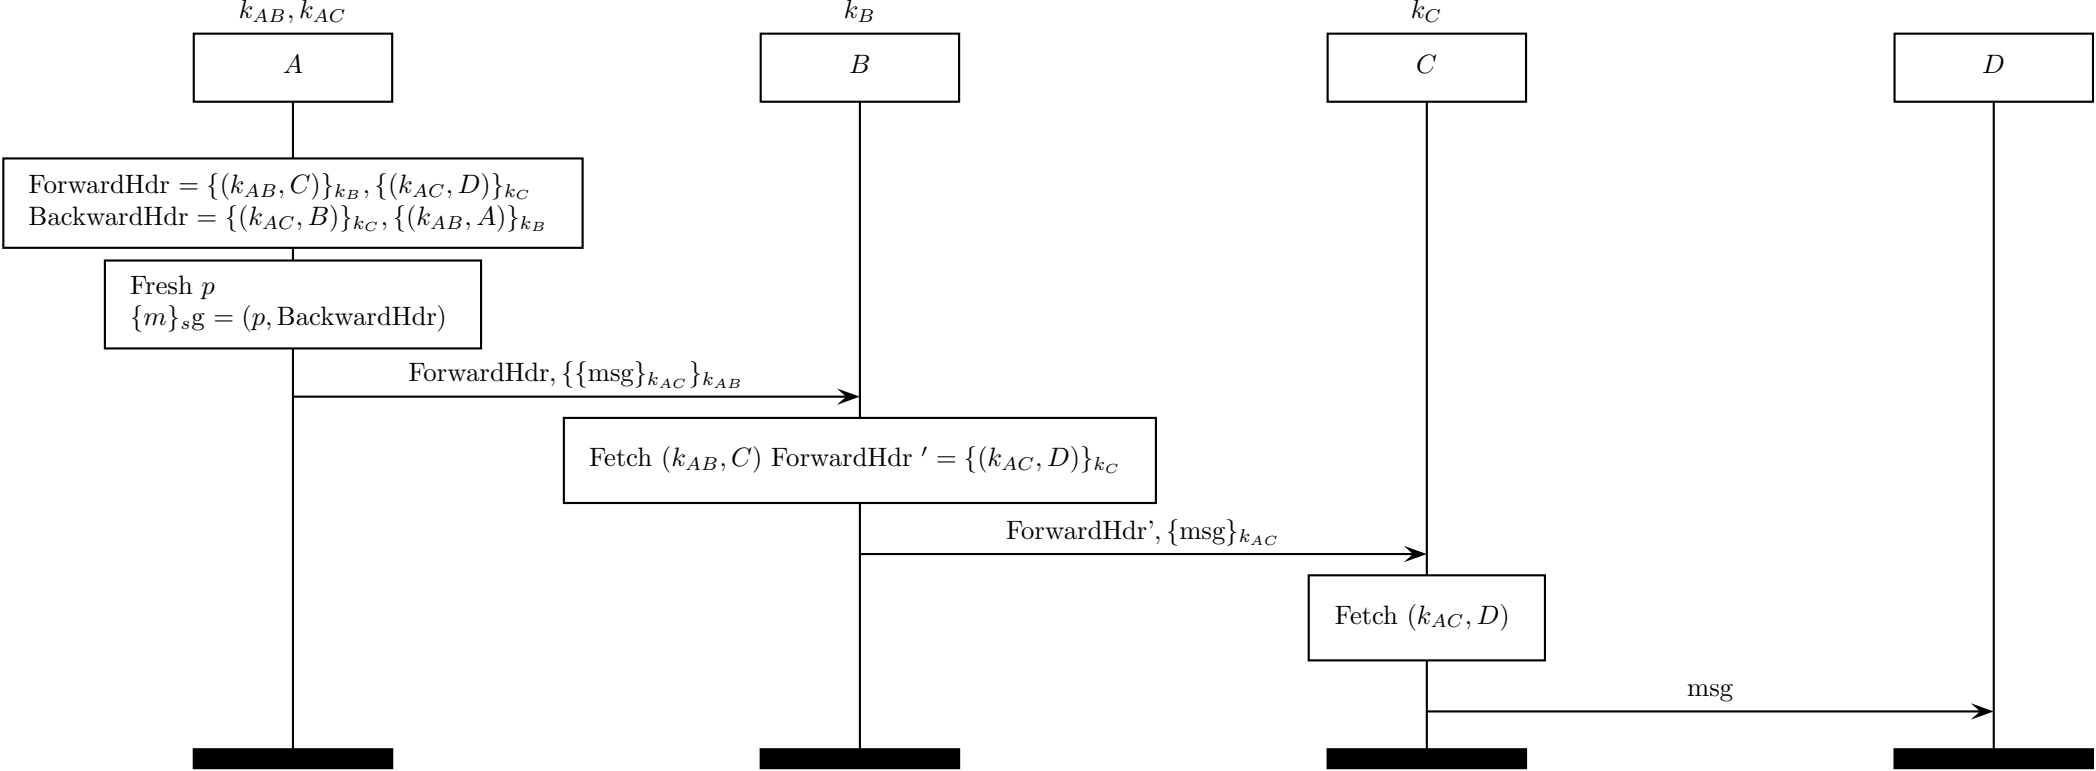 $k_{AB}, k_{AC}$
$k_B$
$k_C$
$A$
$B$
$C$
$D$
ForwardHdr = $\{(k_{AB}, C)\}_{k_B}, \{(k_{AC}, D)\}_{k_C}$
BackwardHdr = $\{(k_{AC}, B)\}_{k_C}, \{(k_{AB}, A)\}_{k_B}$
Fresh $p$
$\{m\}_s$g = $(p,$ BackwardHdr$)$
ForwardHdr, $\{\{$msg$\}_{k_{AC}}\}_{k_{AB}}$
Fetch $(k_{AB}, C)$ ForwardHdr $' = \{(k_{AC}, D)\}_{k_C}$
ForwardHdr', $\{$msg$\}_{k_{AC}}$
Fetch $(k_{AC}, D)$
msg